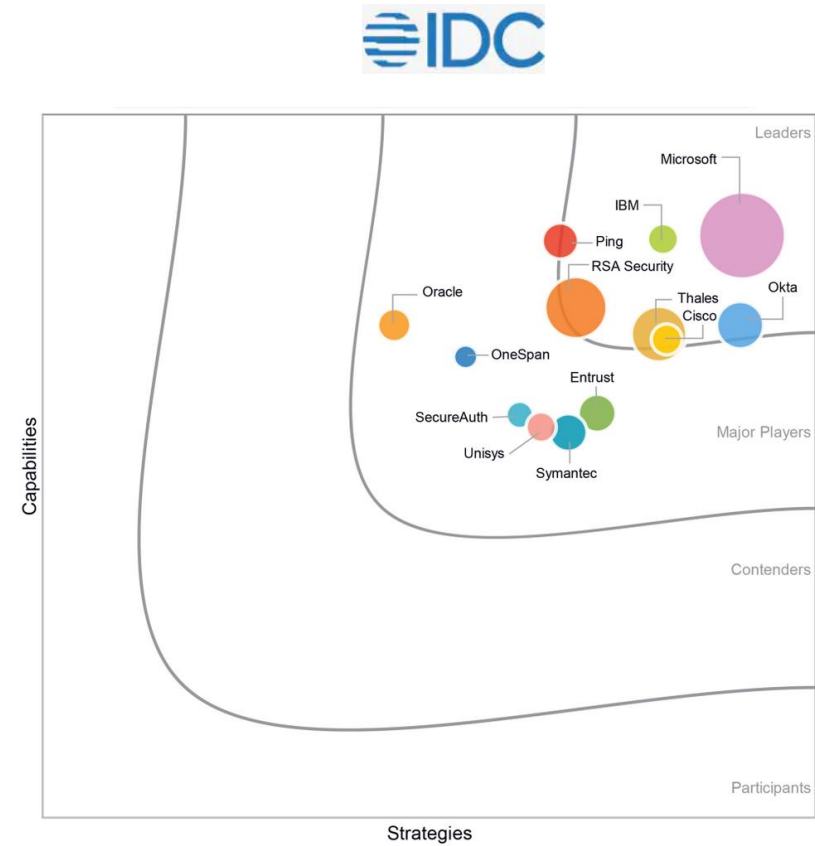 IDC
Leaders
Microsoft
IBM
Ping
RSA Security
Okta
Thales
Cisco
Oracle
OneSpan
Entrust
SecureAuth
Unisys
Symantec
Major Players
Capabilities
Contenders
Participants
Strategies